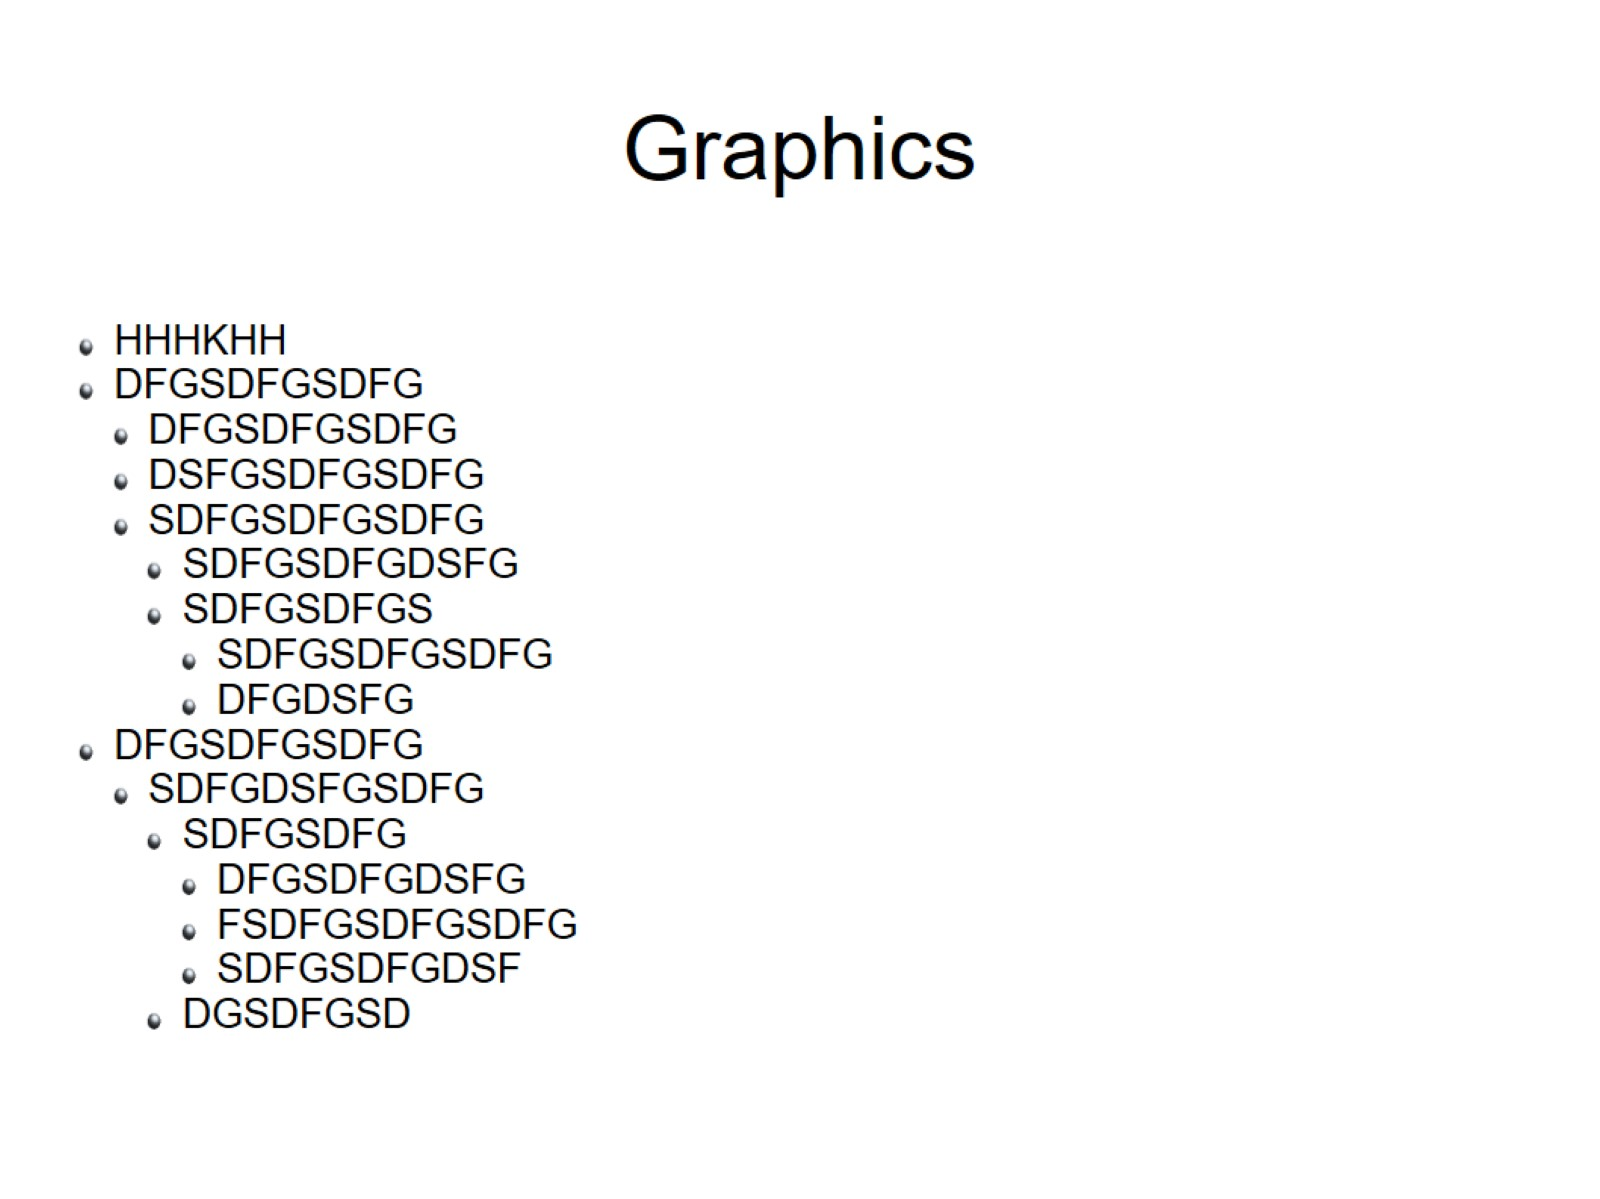 Graphics
HHHKHH
DFGSDFGSDFG
DFGSDFGSDFG
DSFGSDFGSDFG
SDFGSDFGSDFG
SDFGSDFGDSFG
SDFGSDFGS
SDFGSDFGSDFG
DFGDSFG
DFGSDFGSDFG
SDFGDSFGSDFG
SDFGSDFG
DFGSDFGDSFG
FSDFGSDFGSDFG
SDFGSDFGDSF
DGSDFGSD